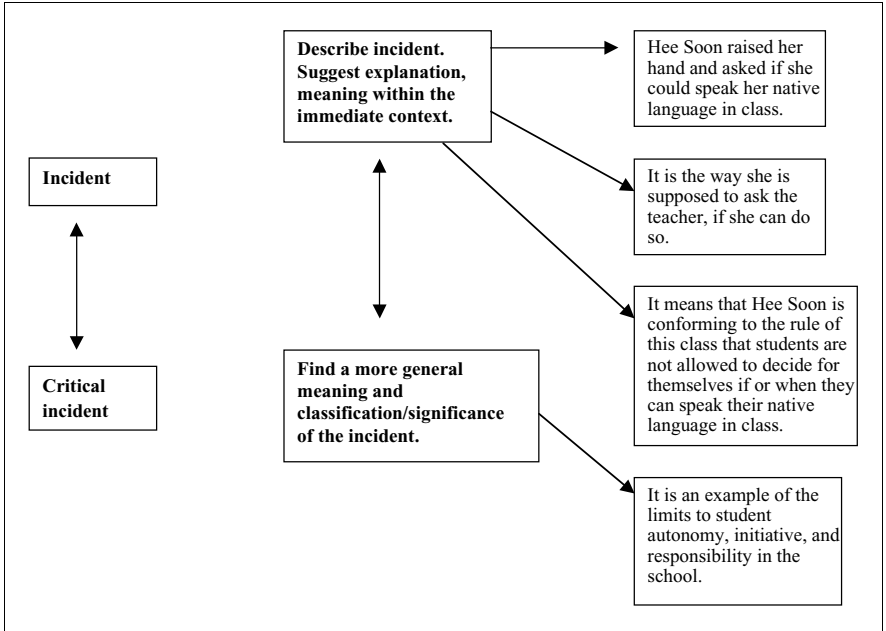 Describe incident.
Suggest explanation,
meaning within the
immediate context.
Hee Soon raised her
hand and asked if she
could speak her native
language in class.
Incident
It is the way she is
supposed to ask the
teacher, if she can do
so.
It means that Hee Soon is
conforming to the rule of
this class that students are
not allowed to decide for
themselves if or when they
can speak their native
language in class.
Critical
incident
Find a more general
meaning and
classification/significance
of the incident.
It is an example of the
limits to student
autonomy, initiative, and
responsibility in the
school.